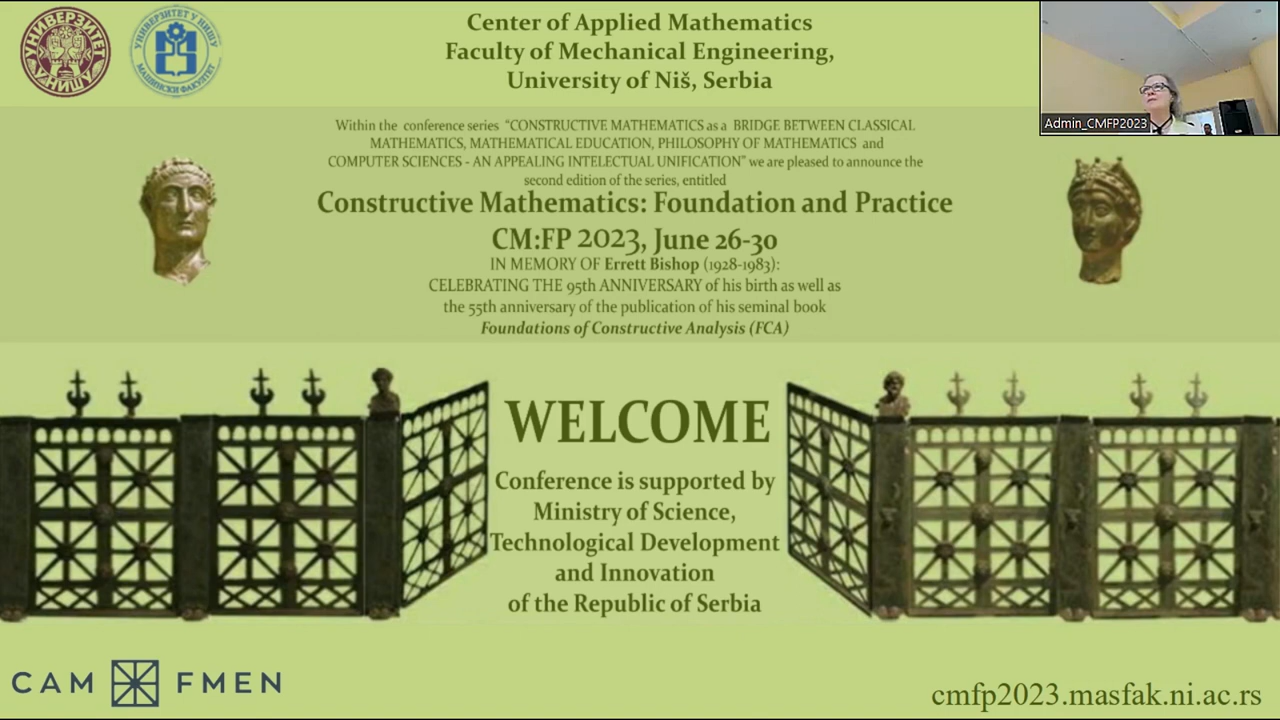 УНИВЕРЗИТЕТ У НИШУ
УНИВЕРЗИТЕТ У НИШУ
МАШИНСКИ ФАКУЛТЕТ
Center of Applied Mathematics
Faculty of Mechanical Engineering,
University of Niš, Serbia
Admin_CMFP2023
Within the conference series “CONSTRUCTIVE MATHEMATICS as a BRIDGE BETWEEN CLASSICAL
MATHEMATICS, MATHEMATICAL EDUCATION, PHILOSOPHY OF MATHEMATICS and
COMPUTER SCIENCES - AN APPEALING INTELECTUAL UNIFICATION” we are pleased to announce the
second edition of the series, entitled
Constructive Mathematics: Foundation and Practice
CM:FP 2023, June 26-30
IN MEMORY OF Errett Bishop (1928-1983):
CELEBRATING THE 95th ANNIVERSARY of his birth as well as
the 55th anniversary of the publication of his seminal book
Foundations of Constructive Analysis (FCA)
WELCOME
Conference is supported by
Ministry of Science,
Technological Development
and Innovation
of the Republic of Serbia
CAM FMEN
cmfp2023.masfak.ni.ac.rs